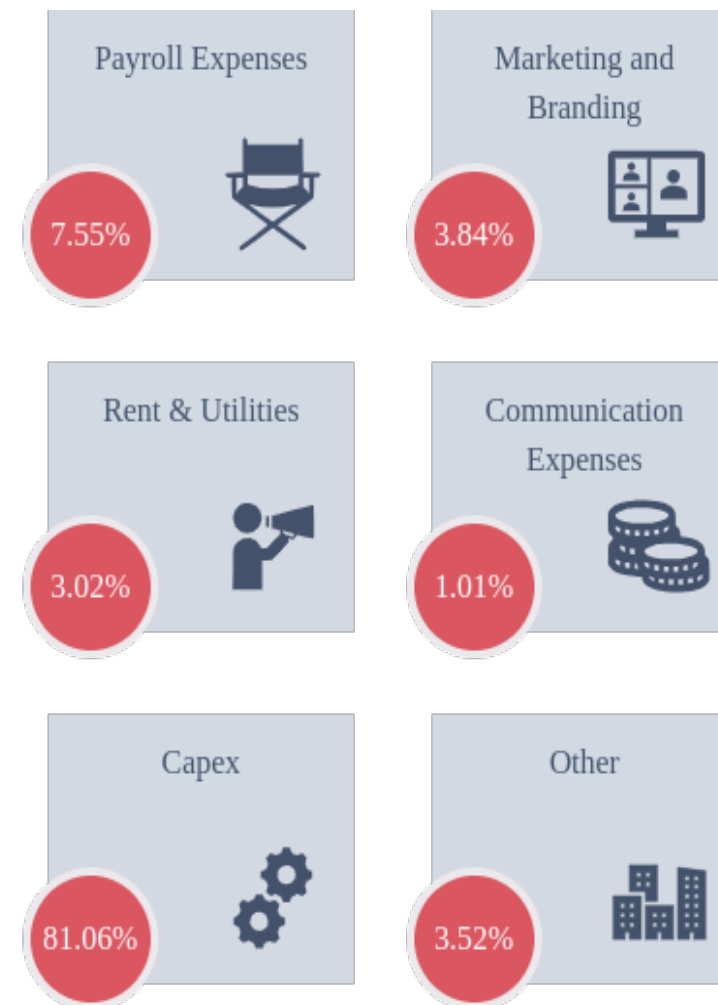 Payroll Expenses
7.55%
Marketing and
Branding
3.84%
Rent & Utilities
3.02%
Communication
Expenses
1.01%
Capex
81.06%
Other
3.52%